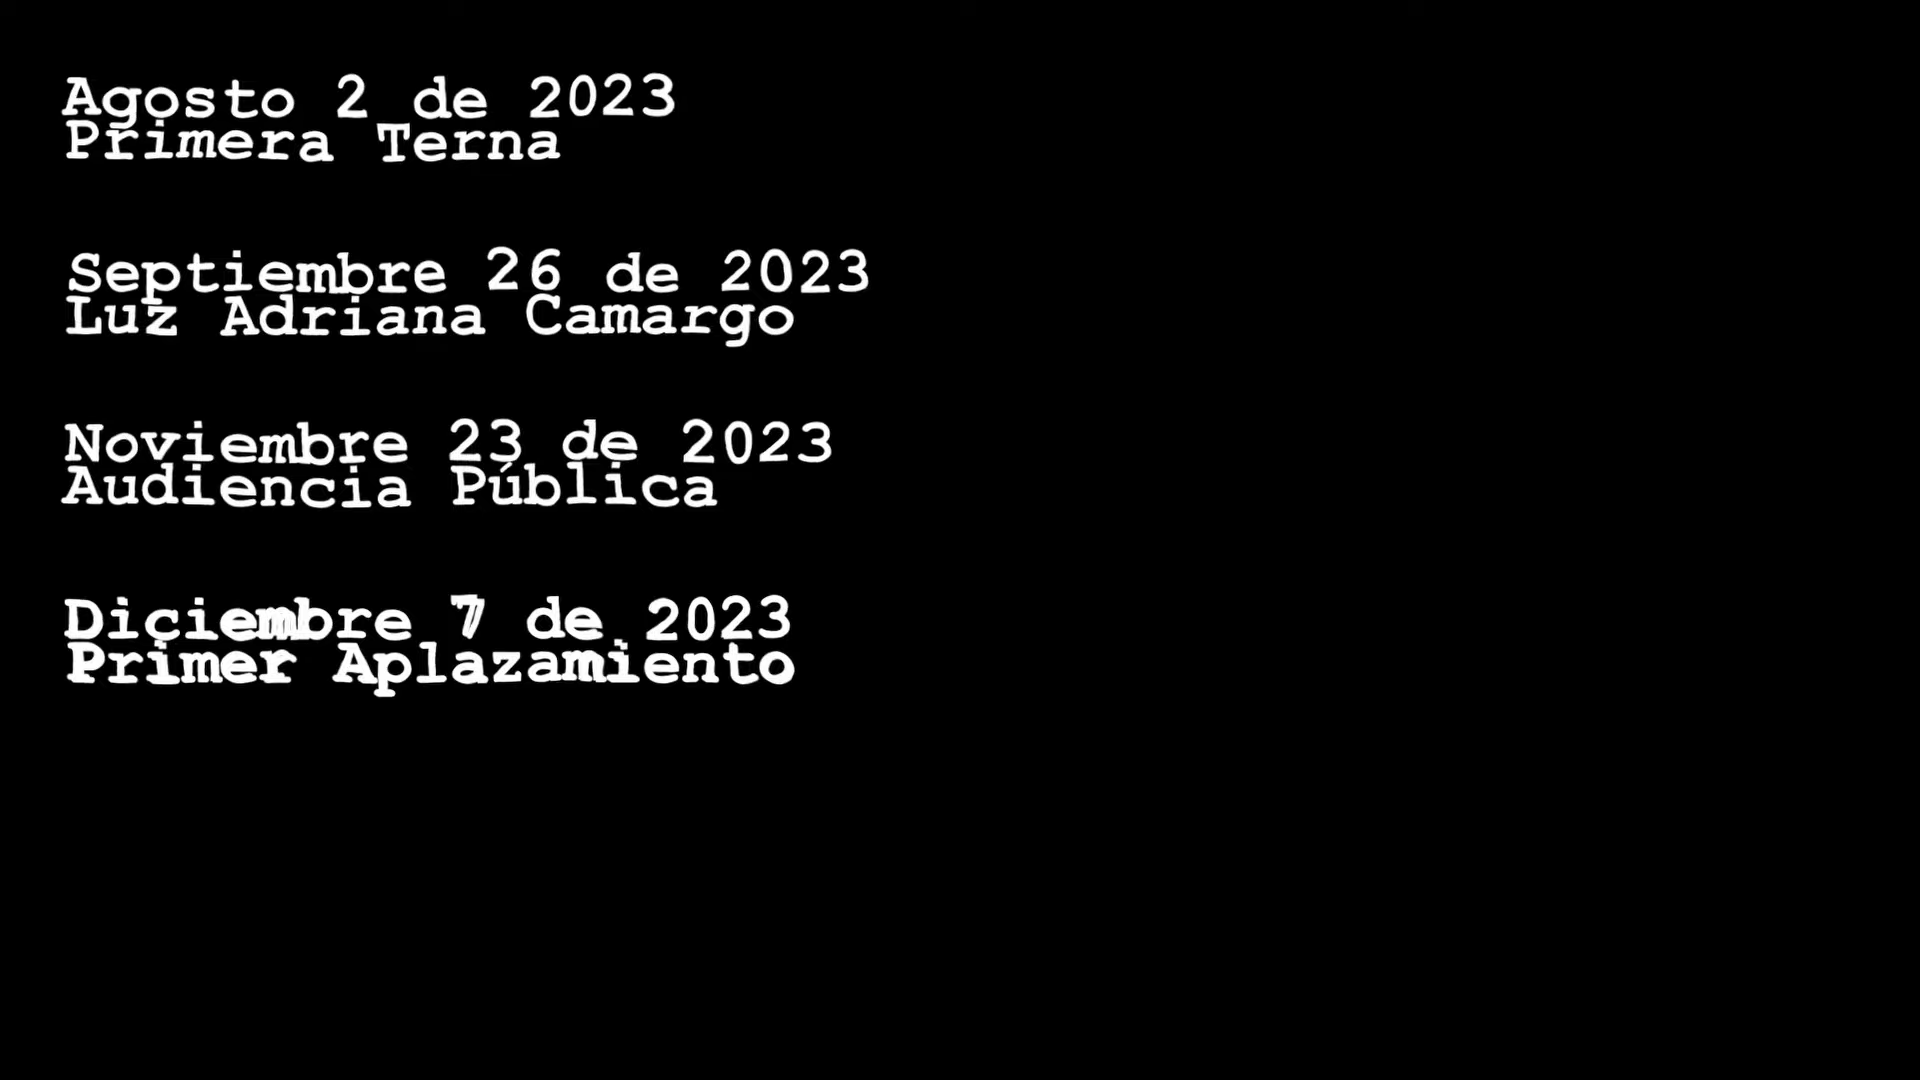 Agosto 2 de 2023
Primera Terna
Septiembre 26 de 2023
Luz Adriana Camargo
Noviembre 23 de 2023
Audiencia Pública
Diciembre 7 de 2023
Primer Aplazamiento